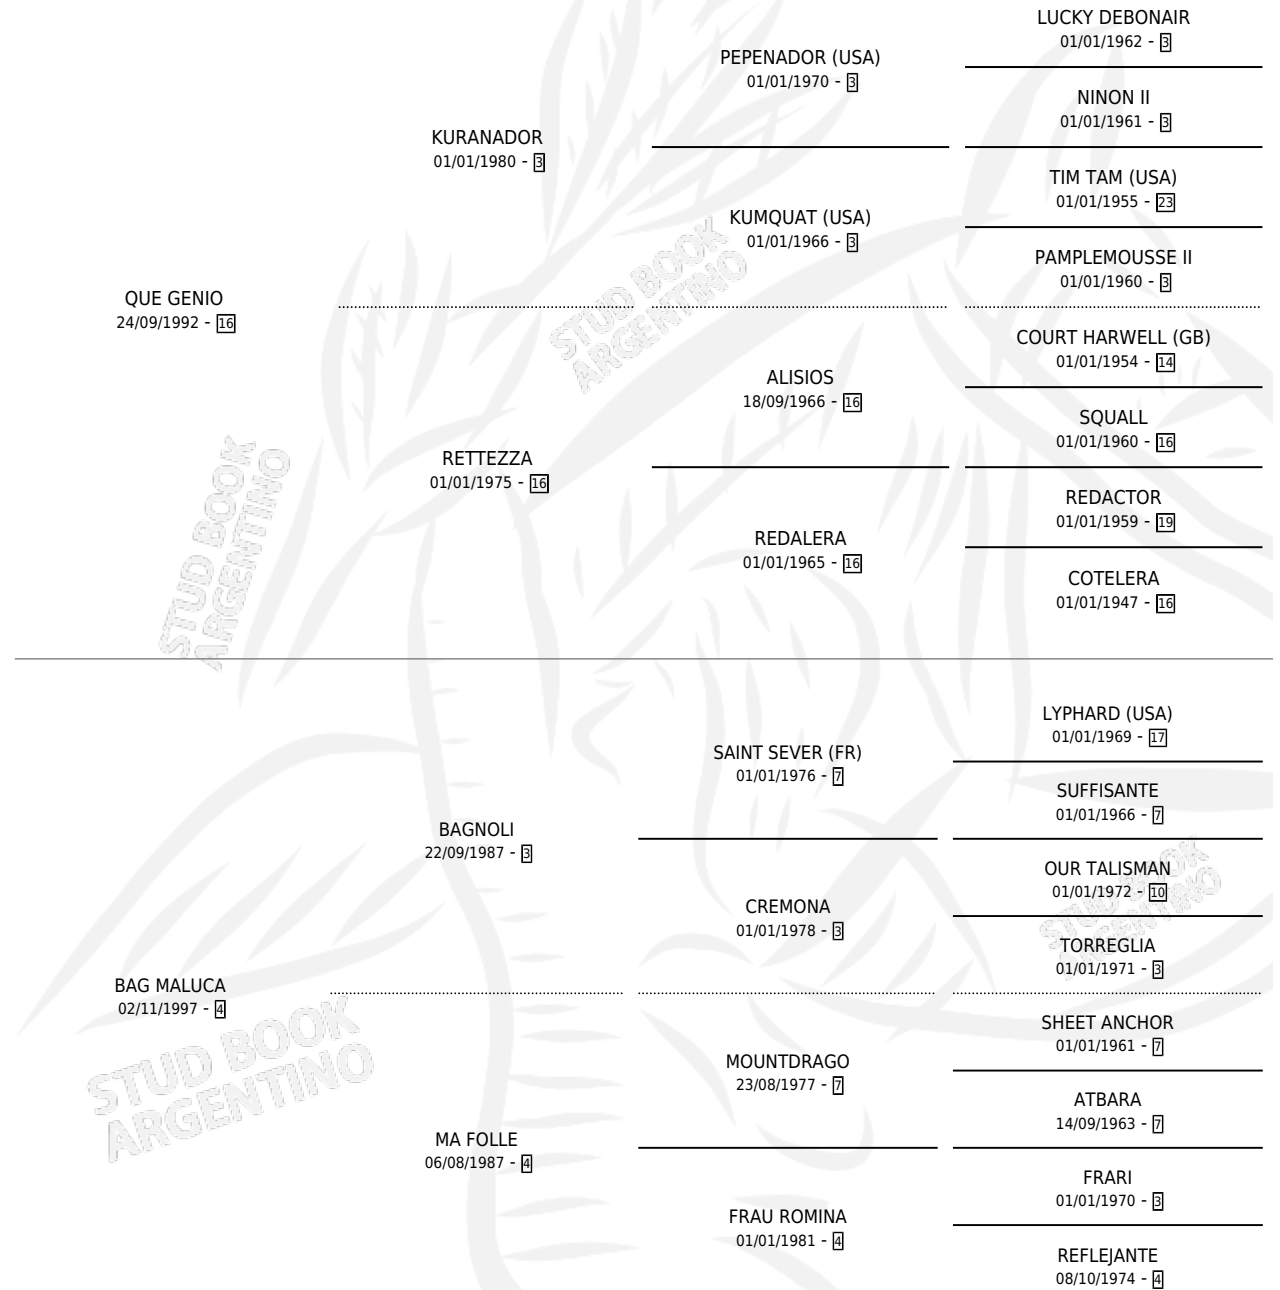 LUCKY DEBONAIR
01/01/1962 - 3
PEPENADOR (USA)
01/01/1970 - 3
NINON II
01/01/1961 - 3
KURANADOR
01/01/1980 - 3
TIM TAM (USA)
01/01/1955 - 23
KUMQUAT (USA)
01/01/1966 - 3
PAMPLEMOUSSE II
01/01/1960 - 3
QUE GENIO
24/09/1992 - 16
STUD BOOK
ARGENTINO
COURT HARWELL (GB)
01/01/1954 - 14
ALISIOS
18/09/1966 - 16
SQUALL
01/01/1960 - 16
RETTEZZA
01/01/1975 - 16
REDACTOR
01/01/1959 - 19
REDALERA
01/01/1965 - 16
COTELERA
01/01/1947 - 16
STUD BOOK
ARGENTINO
LYPHARD (USA)
01/01/1969 - 17
SAINT SEVER (FR)
01/01/1976 - 7
SUFFISANTE
01/01/1966 - 7
BAGNOLI
22/09/1987 - 3
OUR TALISMAN
01/01/1972 - 10
CREMONA
01/01/1978 - 3
TORREGLIA
01/01/1971 - 3
STUD BOOK
ARGENTINO
BAG MALUCA
02/11/1997 - 4
SHEET ANCHOR
01/01/1961 - 7
MOUNTDRAGO
23/08/1977 - 7
ATBARA
14/09/1963 - 7
STUD BOOK
ARGENTINO
MA FOLLE
06/08/1987 - 4
FRARI
01/01/1970 - 3
FRAU ROMINA
01/01/1981 - 4
REFLEJANTE
08/10/1974 - 4